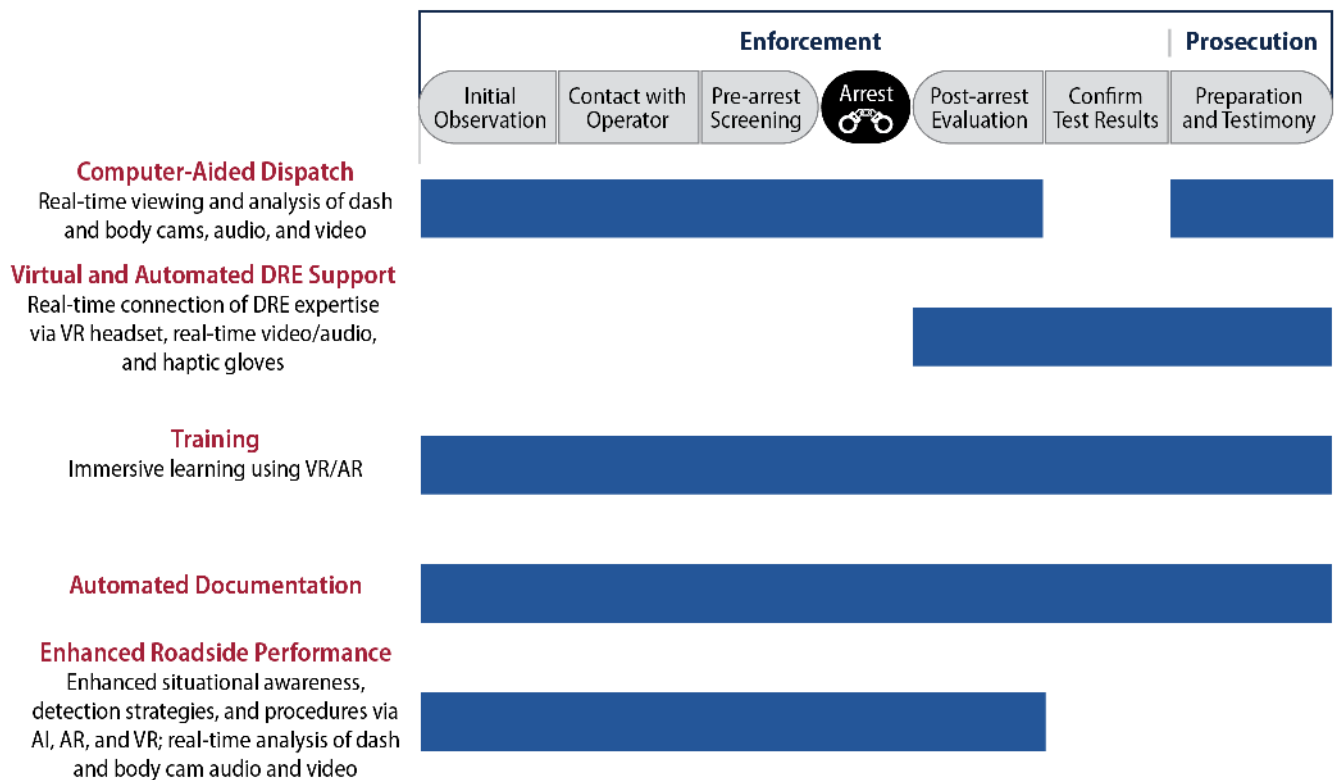 Enforcement
Prosecution
Initial
Observation
Contact with
Operator
Pre-arrest
Screening
Arrest
Post-arrest
Evaluation
Confirm
Test Results
Preparation
and Testimony
Computer-Aided Dispatch
Real-time viewing and analysis of dash
and body cams, audio, and video
Virtual and Automated DRE Support
Real-time connection of DRE expertise
via VR headset, real-time video/audio,
and haptic gloves
Training
Immersive learning using VR/AR
Automated Documentation
Enhanced Roadside Performance
Enhanced situational awareness,
detection strategies, and procedures via
AI, AR, and VR; real-time analysis of dash
and body cam audio and video